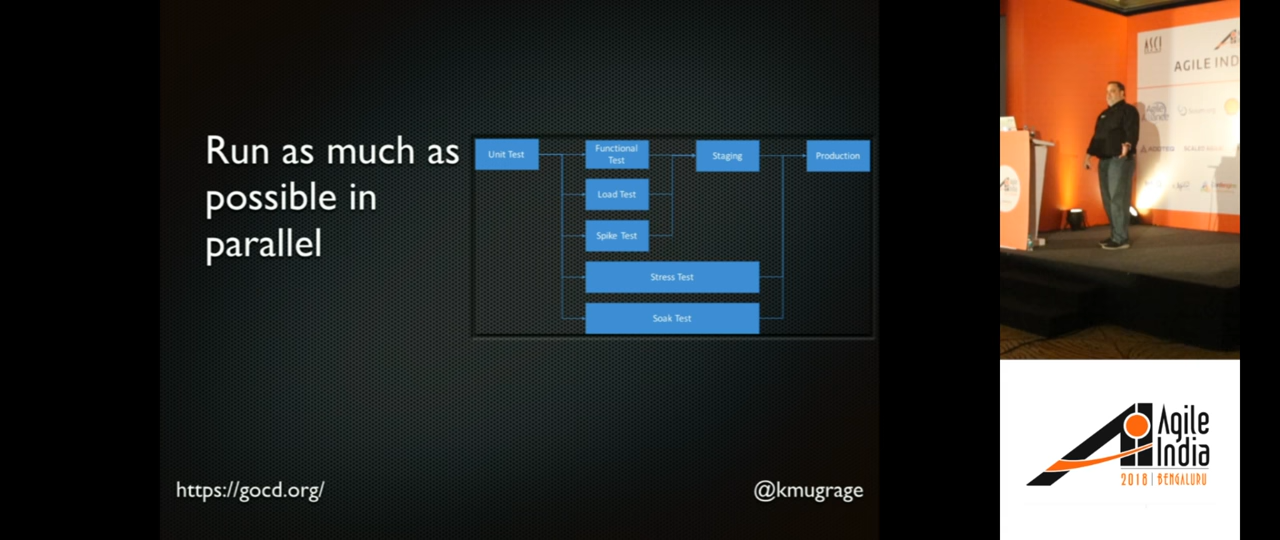 Run as much as
possible in
parallel
Unit Test
Functional
Test
Load Test
Spike Test
Stress Test
Soak Test
Staging
Production
https://gocd.org/
@kmugrage
ASCI
AGILE IND
Agile
India
2018 | BENGALURU